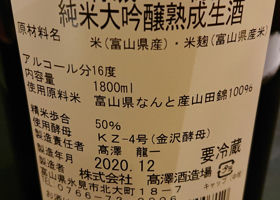 純米大吟醸熟成生酒
原材料名
米(富山県産)・米麹(富山県産米)
アルコール分16度
内容量 1800ml
使用原料米 富山県なんと産山田錦100%
精米歩合 50%
使用酵母 KZ-4号(金沢酵母)
製造責任者 高澤 龍一
製造年月 2020.12 要冷蔵
株式会社 高澤酒造場
富山県氷見市北大町18-7
キャップ